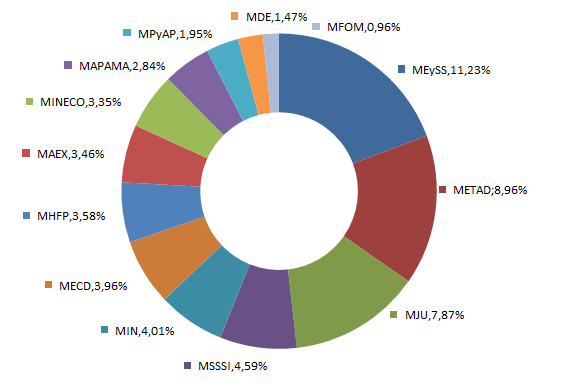 MDE,1,47%
MFOM,0,96%
MPyAP,1,95%
MAPAMA,2,84%
MEySS,11,23%
MINECO,3,35%
MAEX,3,46%
METAD;8,96%
MHFP,3,58%
MECD,3,96%
MJU,7,87%
MIN,4,01%
MSSSI,4,59%